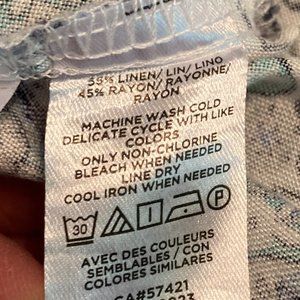 55% LINEN/ LIN/ LINO
45% RAYON/ RAYONNE/
RAYON
MACHINE WASH COLD
DELICATE CYCLE WITH LIKE
COLORS
ONLY NON-CHLORINE
BLEACH WHEN NEEDED
LINE DRY
COOL IRON WHEN NEEDED
30 P
AVEC DES COULEURS
SEMBLABLES CON
COLORES SIMILARES
CA#57421